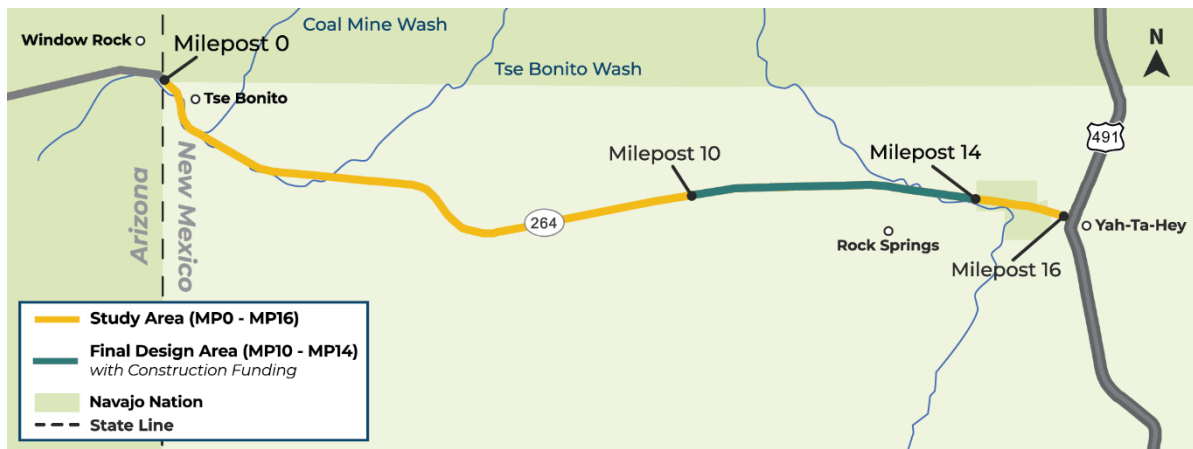 Coal Mine Wash
Window Rock
Milepost 0
N
Tse Bonito Wash
Tse Bonito
491
Milepost 10
Milepost 14
Arizona
New Mexico
264
Rock Springs
Yah-Ta-Hey
Milepost 16
Study Area (MP0 - MP16)
Final Design Area (MP10 - MP14)
with Construction Funding
Navajo Nation
State Line